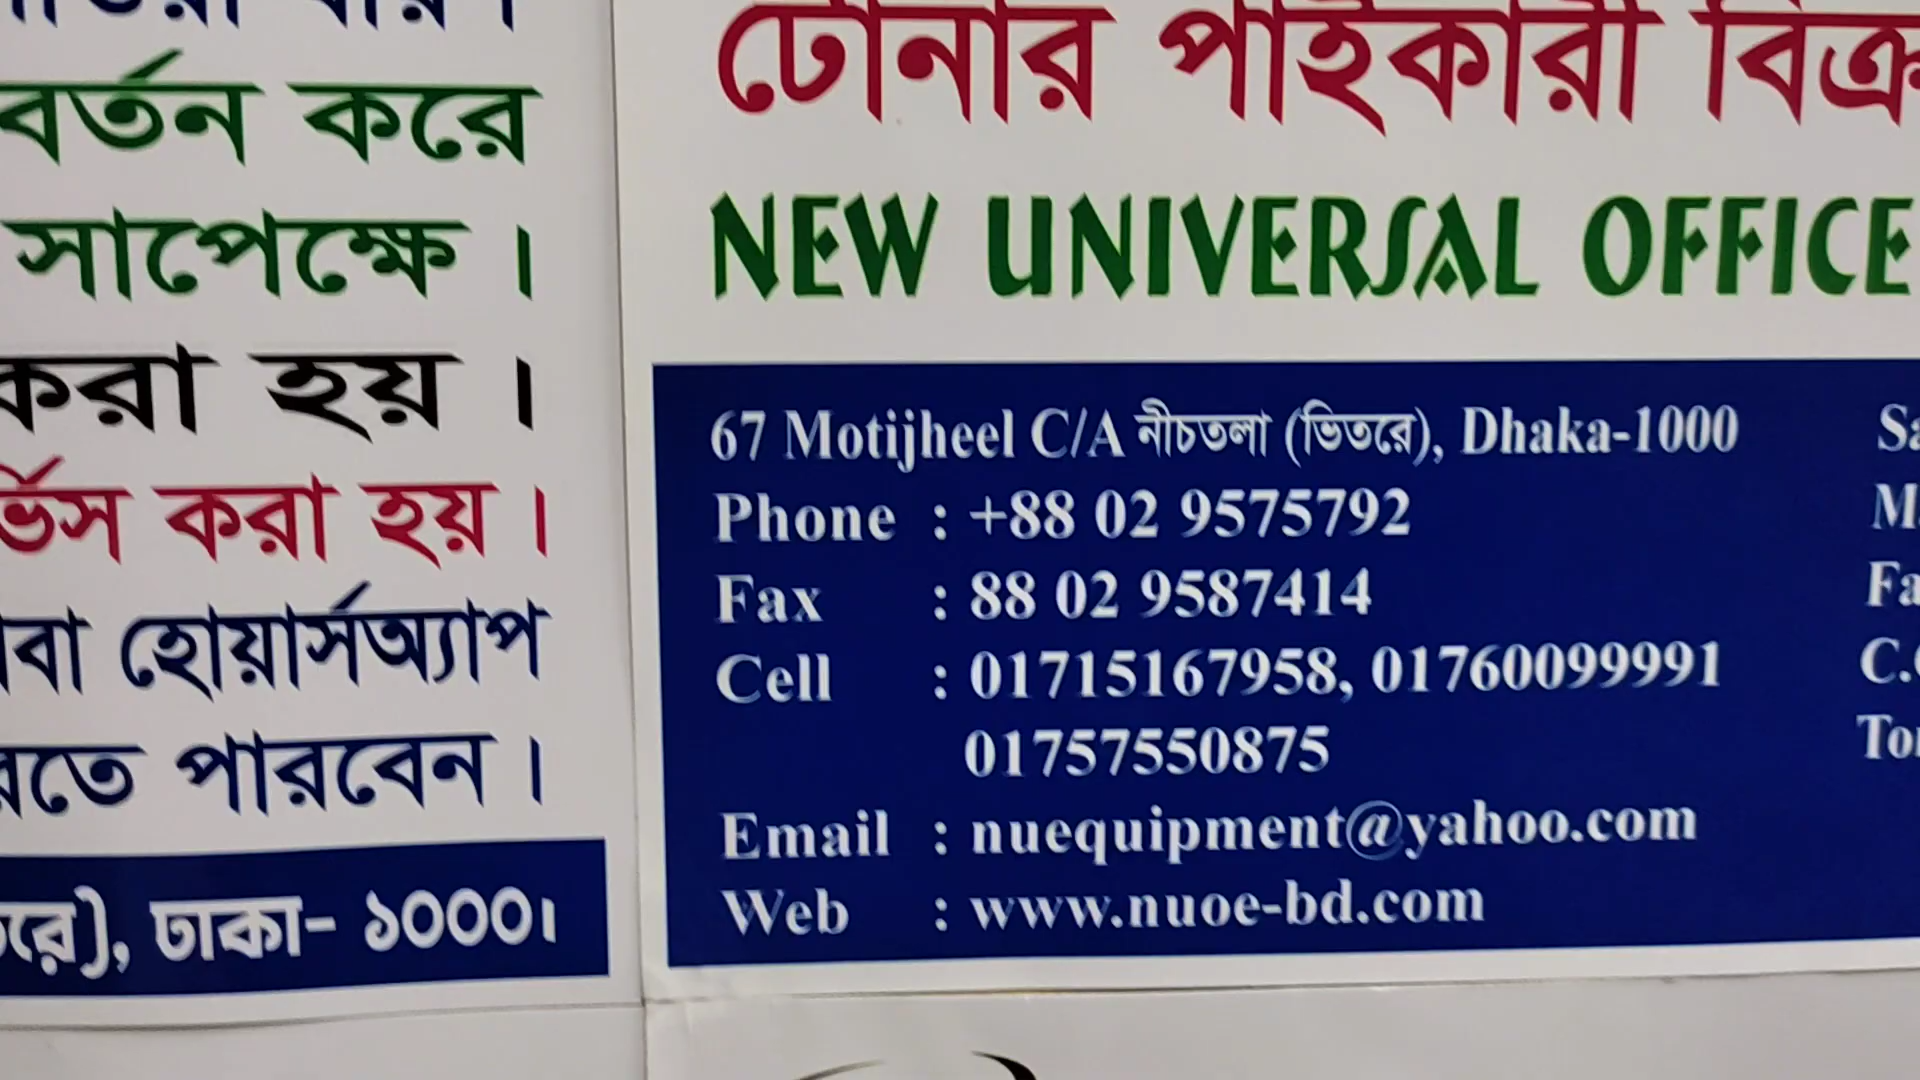 বর্তন করে
সাপেক্ষে ।
করা হয় ।
র্ভিস করা হয় ।
বা হোয়ার্সঅ্যাপ
রতে পারবেন ।
রে), ঢাকা- ১০০০।
টোনার পাইকারী বিক্র
NEW UNIVERSAL OFFICE
67 Motijheel C/A নীচতলা (ভিতরে), Dhaka-1000
Phone : +88 02 9575792
Fax : 88 02 9587414
Cell : 01715167958, 01760099991
01757550875
Email : nuequipment@yahoo.com
Web : www.nuoe-bd.com